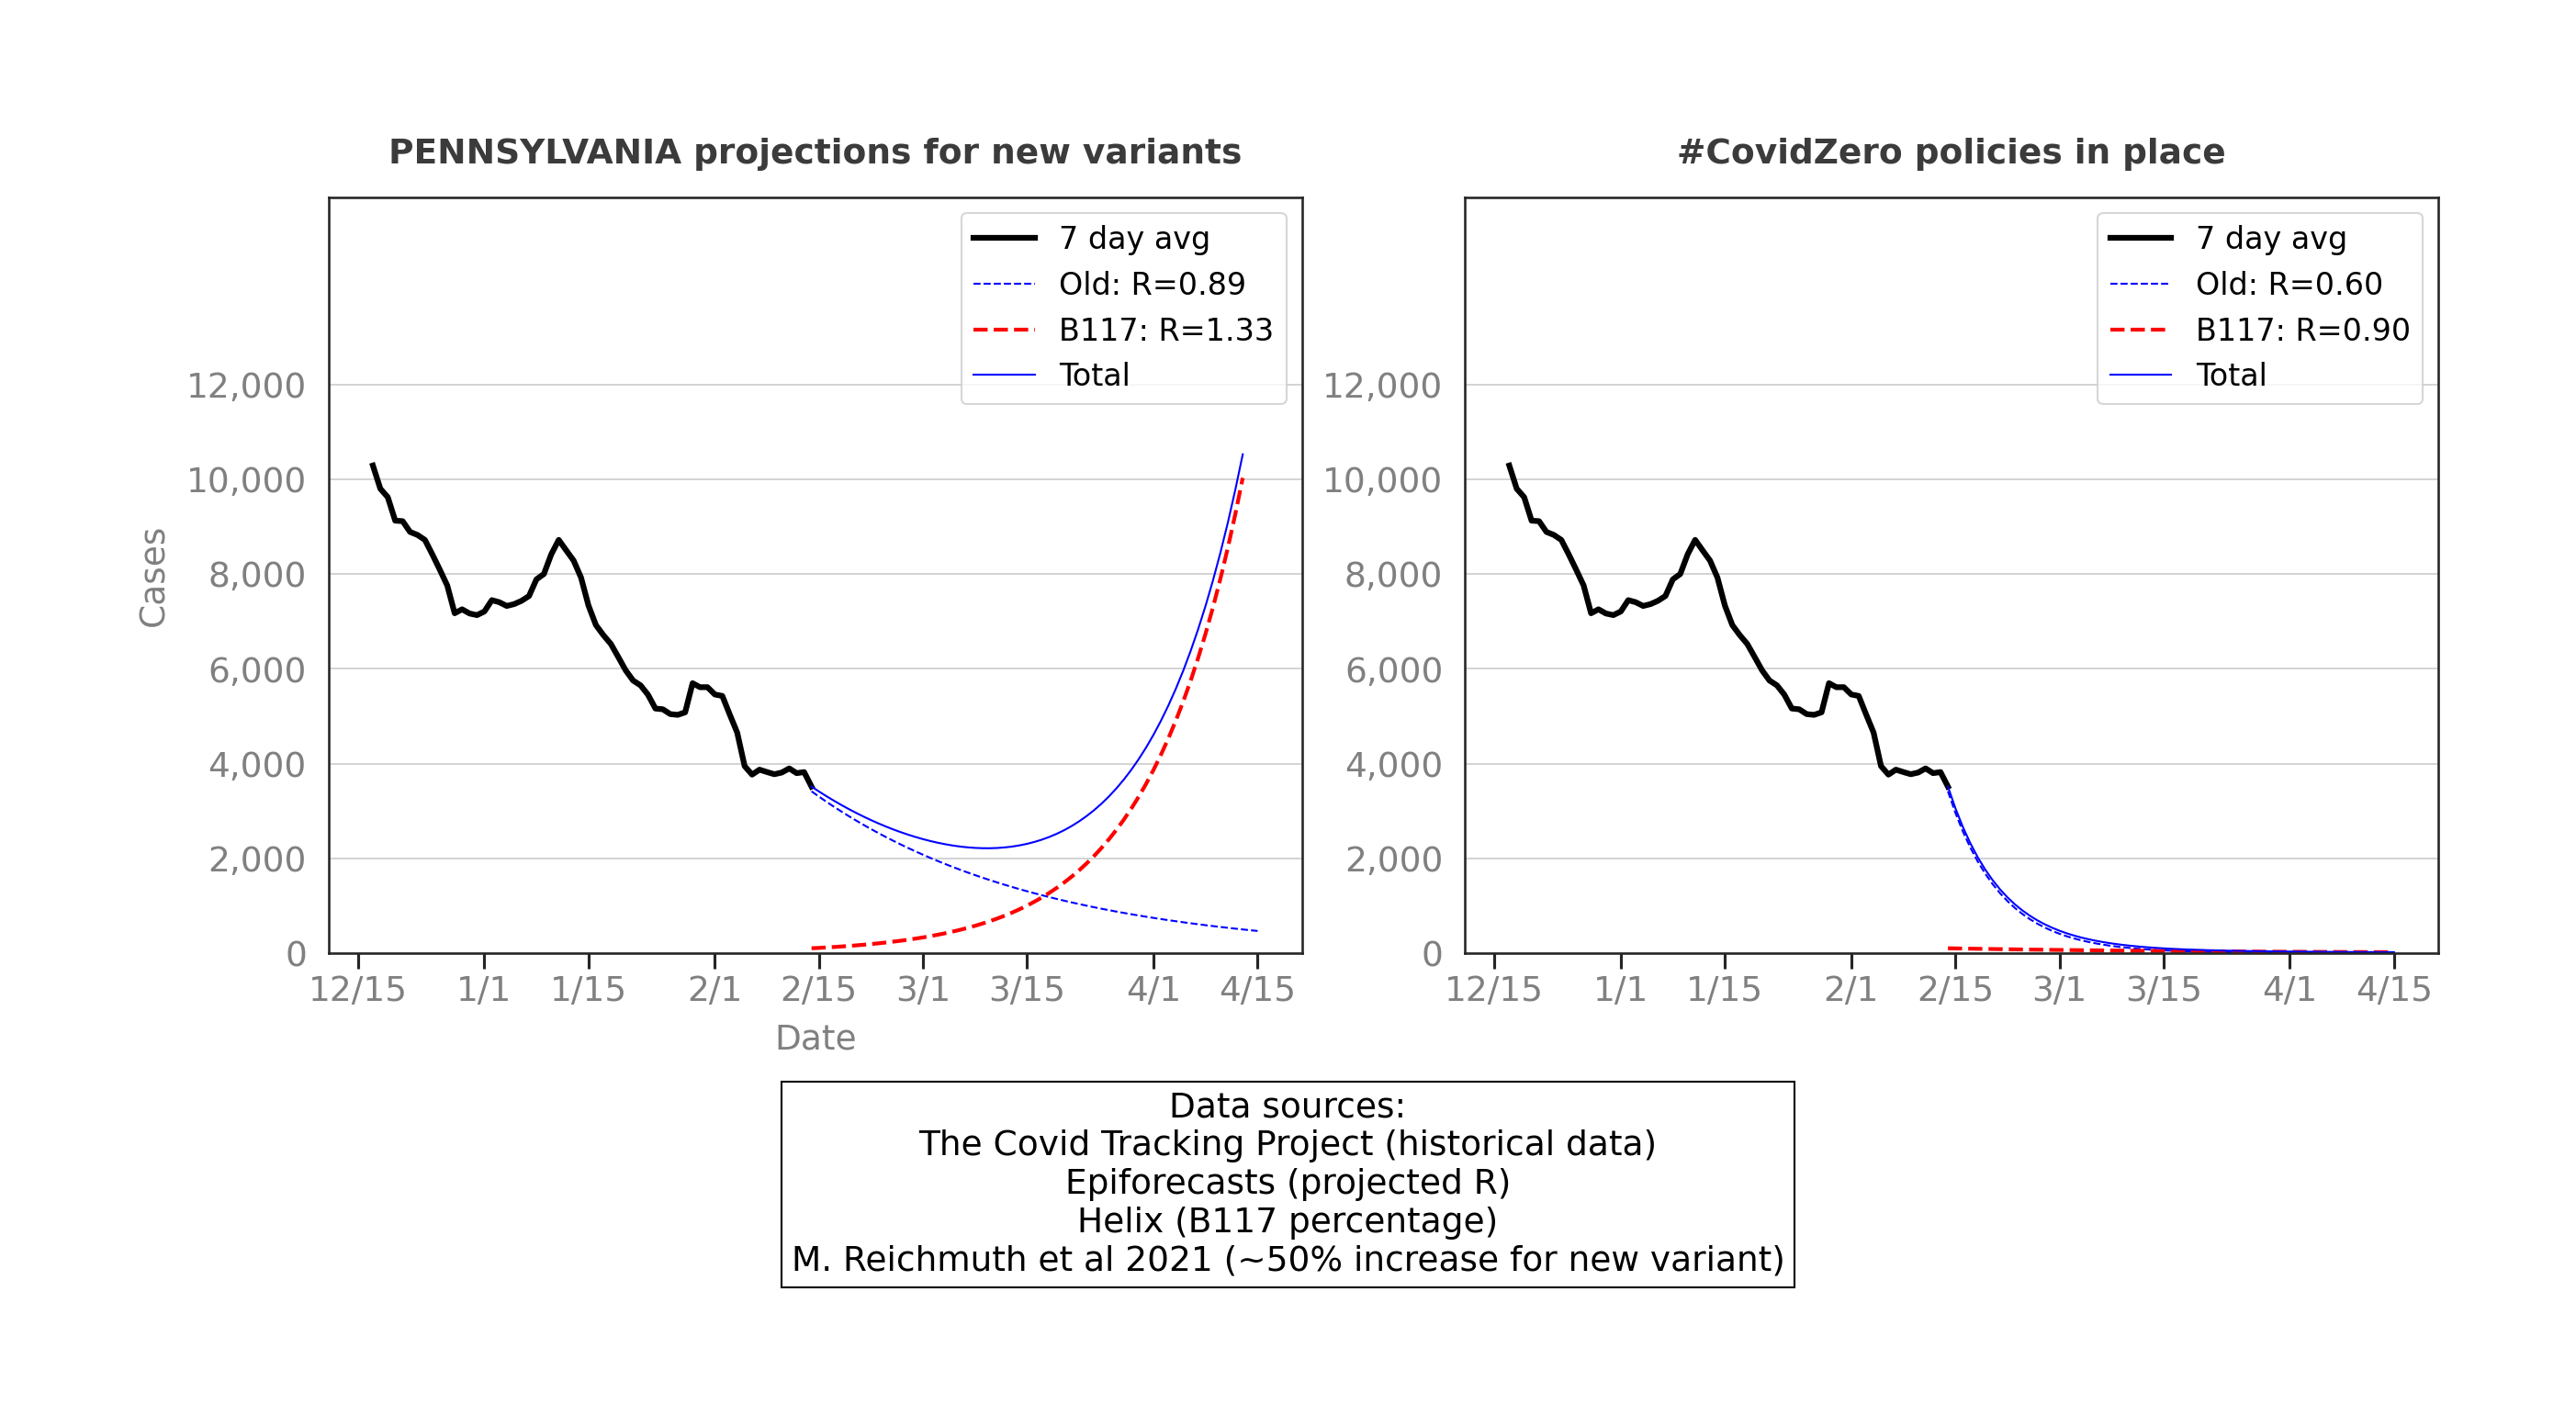 PENNSYLVANIA projections for new variants
7 day avg
Old: R=0.89
B117: R=1.33
Total
Cases
12,000
10,000
8,000
6,000
4,000
2,000
0
12/15 1/1 1/15 2/1 2/15 3/1 3/15 4/1 4/15
Date
#CovidZero policies in place
7 day avg
Old: R=0.60
B117: R=0.90
Total
12,000
10,000
8,000
6,000
4,000
2,000
0
12/15 1/1 1/15 2/1 2/15 3/1 3/15 4/1 4/15
Data sources:
The Covid Tracking Project (historical data)
Epiforecasts (projected R)
Helix (B117 percentage)
M. Reichmuth et al 2021 (~50% increase for new variant)